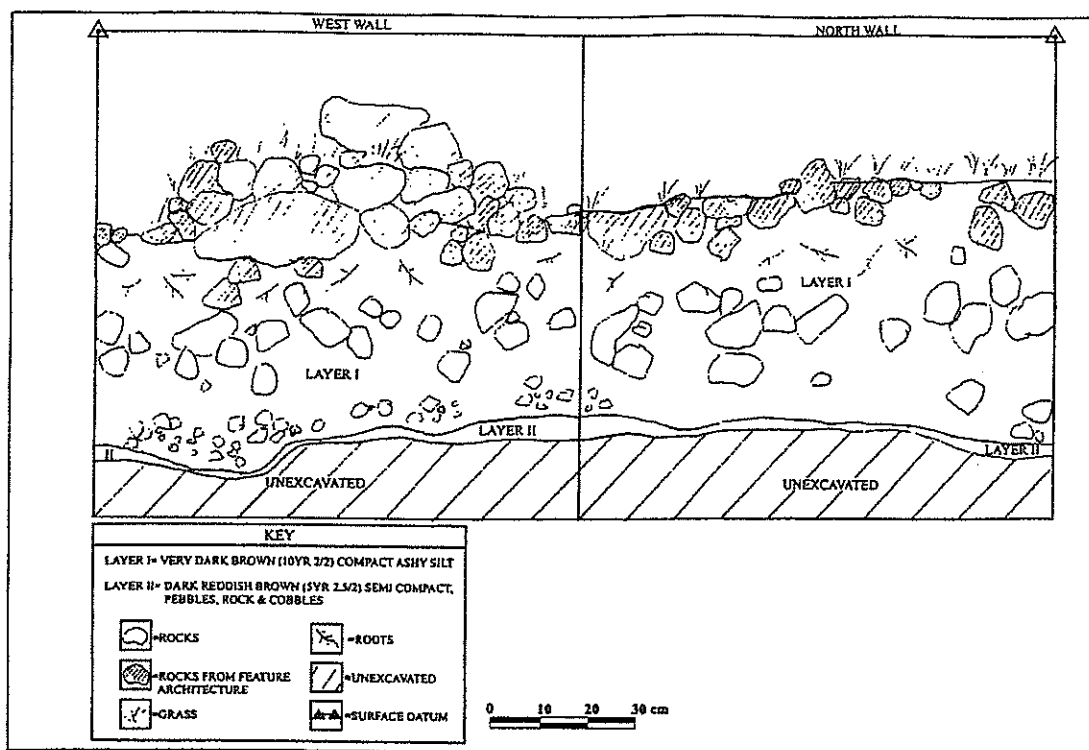 WEST WALL
NORTH WALL
LAYER I
LAYER I
LAYER II
II
LAYER II
UNEXCAVATED
UNEXCAVATED
KEY
LAYER I= VERY DARK BROWN (10YR 2/2) COMPACT ASHY SILT
LAYER II= DARK REDDISH BROWN (5YR 2.5/2) SEMI COMPACT,
PEBBLES, ROCK & COBBLES
=ROCKS
=ROOTS
=ROCKS FROM FEATURE
ARCHITECTURE
=UNEXCAVATED
=GRASS
=SURFACE DATUM
0 10 20 30 cm